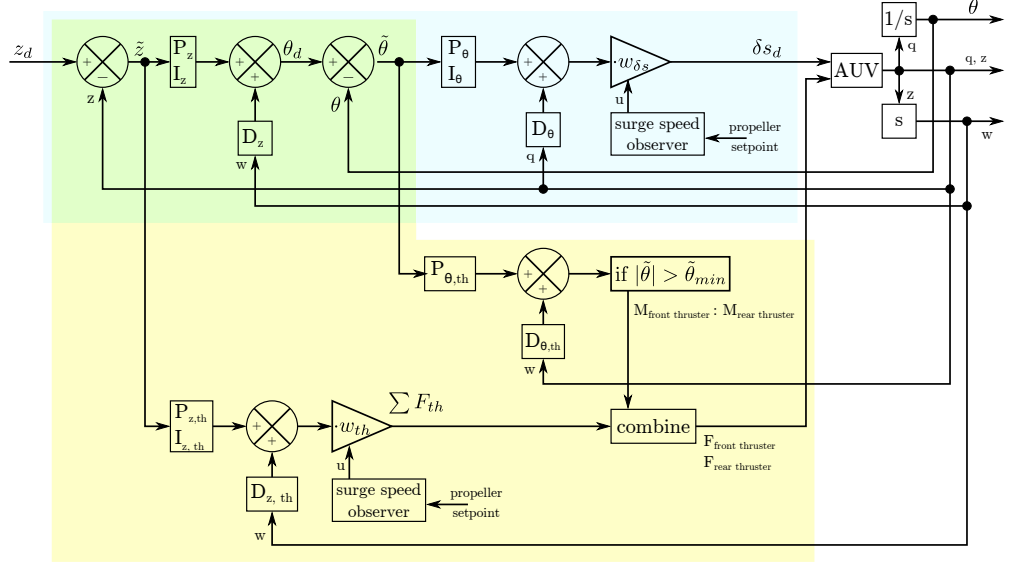 z_d
+
−
z
z̃
P_z
I_z
+
+
D_z
w
θ_d
+
−
θ
θ̃
P_θ
I_θ
+
+
D_θ
q
·w_δs
u
surge speed
observer
propeller
setpoint
δs_d
AUV
1/s
q
z
s
θ
q, z
w
P_θ,th
+
+
D_θ,th
w
if |θ̃| > θ̃_min
M_front thruster : M_rear thruster
P_z,th
I_z, th
+
+
D_z, th
w
·w_th
u
surge speed
observer
propeller
setpoint
∑ F_th
combine
F_front thruster
F_rear thruster